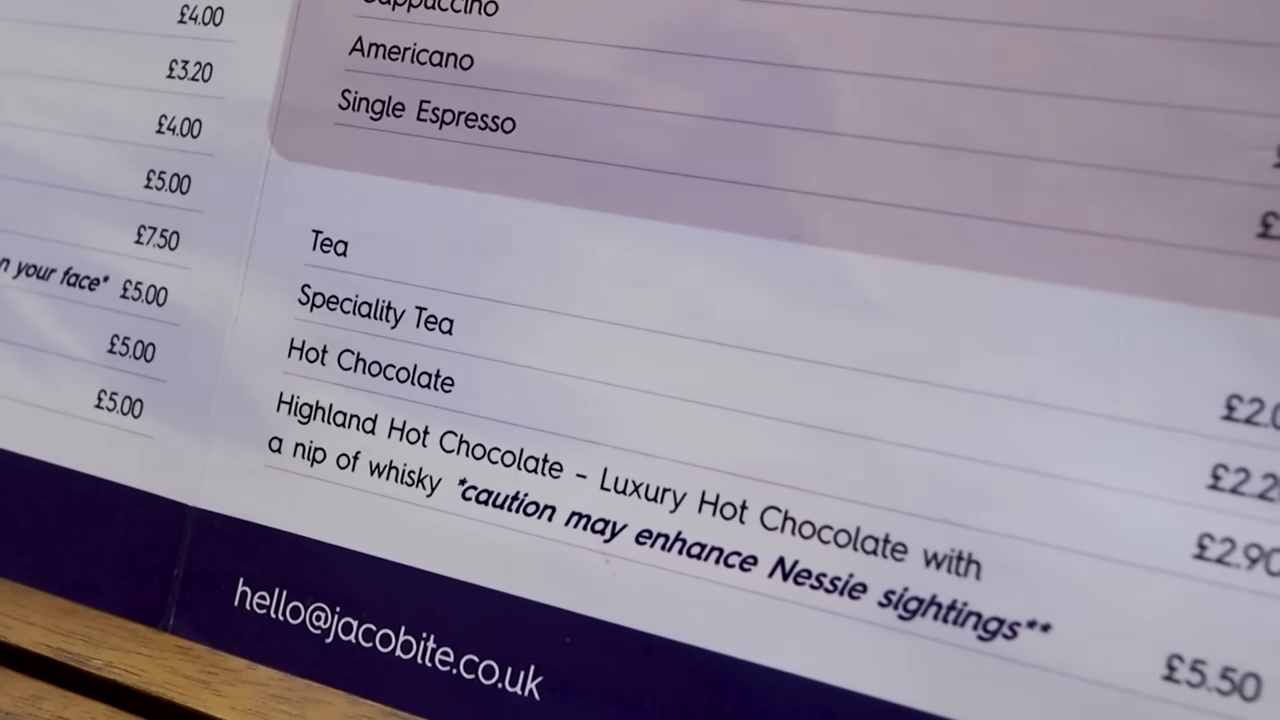 £4.00
£3.20
£4.00
£5.00
£7.50
your face* £5.00
£5.00
£5.00
Cappuccino
Americano
Single Espresso
Tea
Speciality Tea
Hot Chocolate £2.90
Highland Hot Chocolate – Luxury Hot Chocolate with
a nip of whisky *caution may enhance Nessie sightings** £5.50
hello@jacobite.co.uk